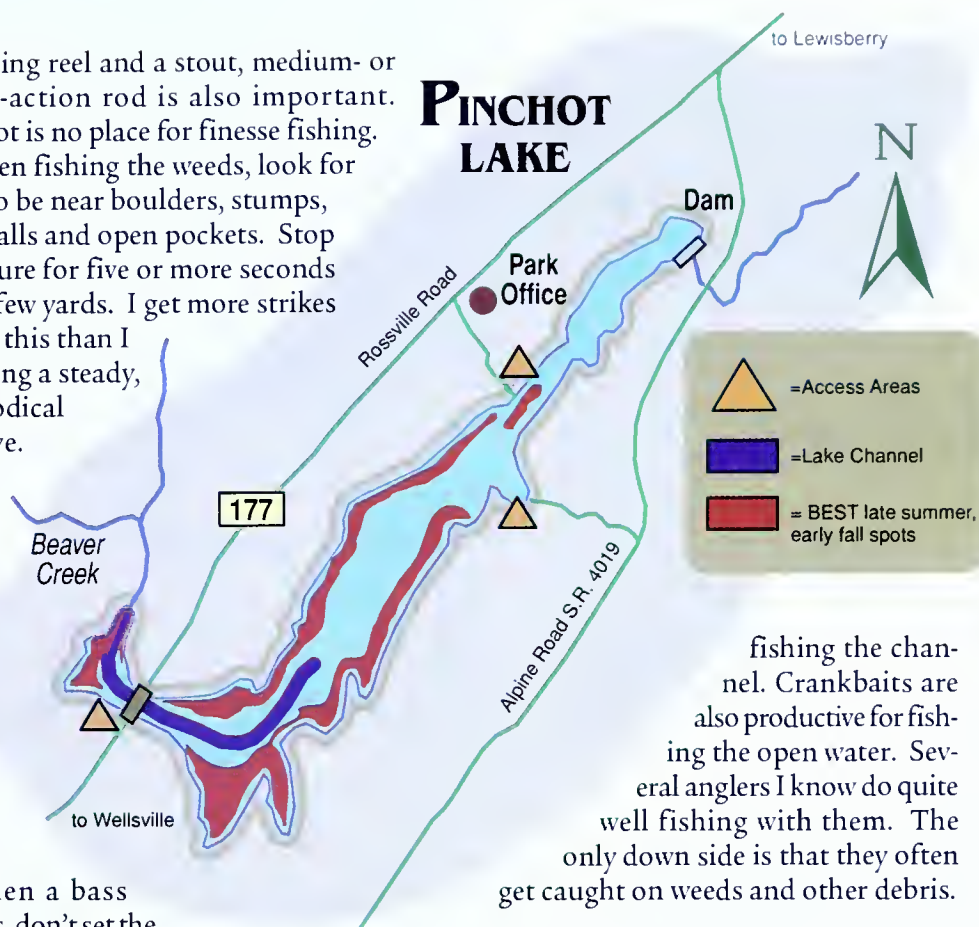 ing reel and a stout, medium- or
-action rod is also important.
ot is no place for finesse fishing.
en fishing the weeds, look for
o be near boulders, stumps,
alls and open pockets. Stop
ure for five or more seconds
few yards. I get more strikes
this than I
ng a steady,
odical
ve.
PINCHOT
LAKE
to Lewisberry
N
Dam
Park
Office
Rossville Road
=Access Areas
=Lake Channel
= BEST late summer,
early fall spots
177
Beaver
Creek
Alpine Road S.R. 4019
to Wellsville
en a bass
, don't set the
fishing the chan-
nel. Crankbaits are
also productive for fish-
ing the open water. Sev-
eral anglers I know do quite
well fishing with them. The
only down side is that they often
get caught on weeds and other debris.